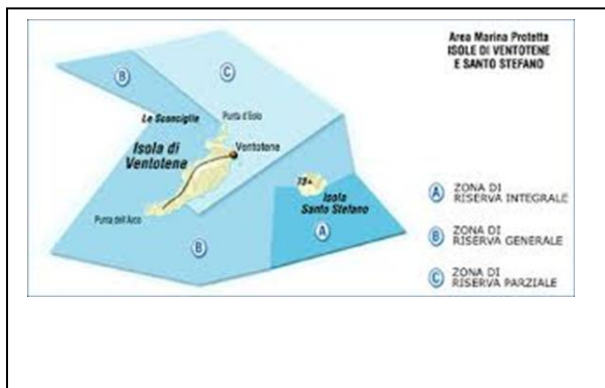 Area Marina Protetta
ISOLE DI VENTOTENE
E SANTO STEFANO
C
B
Le Sconciglie
Punta d'Eolo
Isola di
Ventotene
Ventotene
Isola
Santo Stefano
Punta dell'Arco
B
A
A ZONA DI
RISERVA INTEGRALE
B ZONA DI
RISERVA GENERALE
C ZONA DI
RISERVA PARZIALE